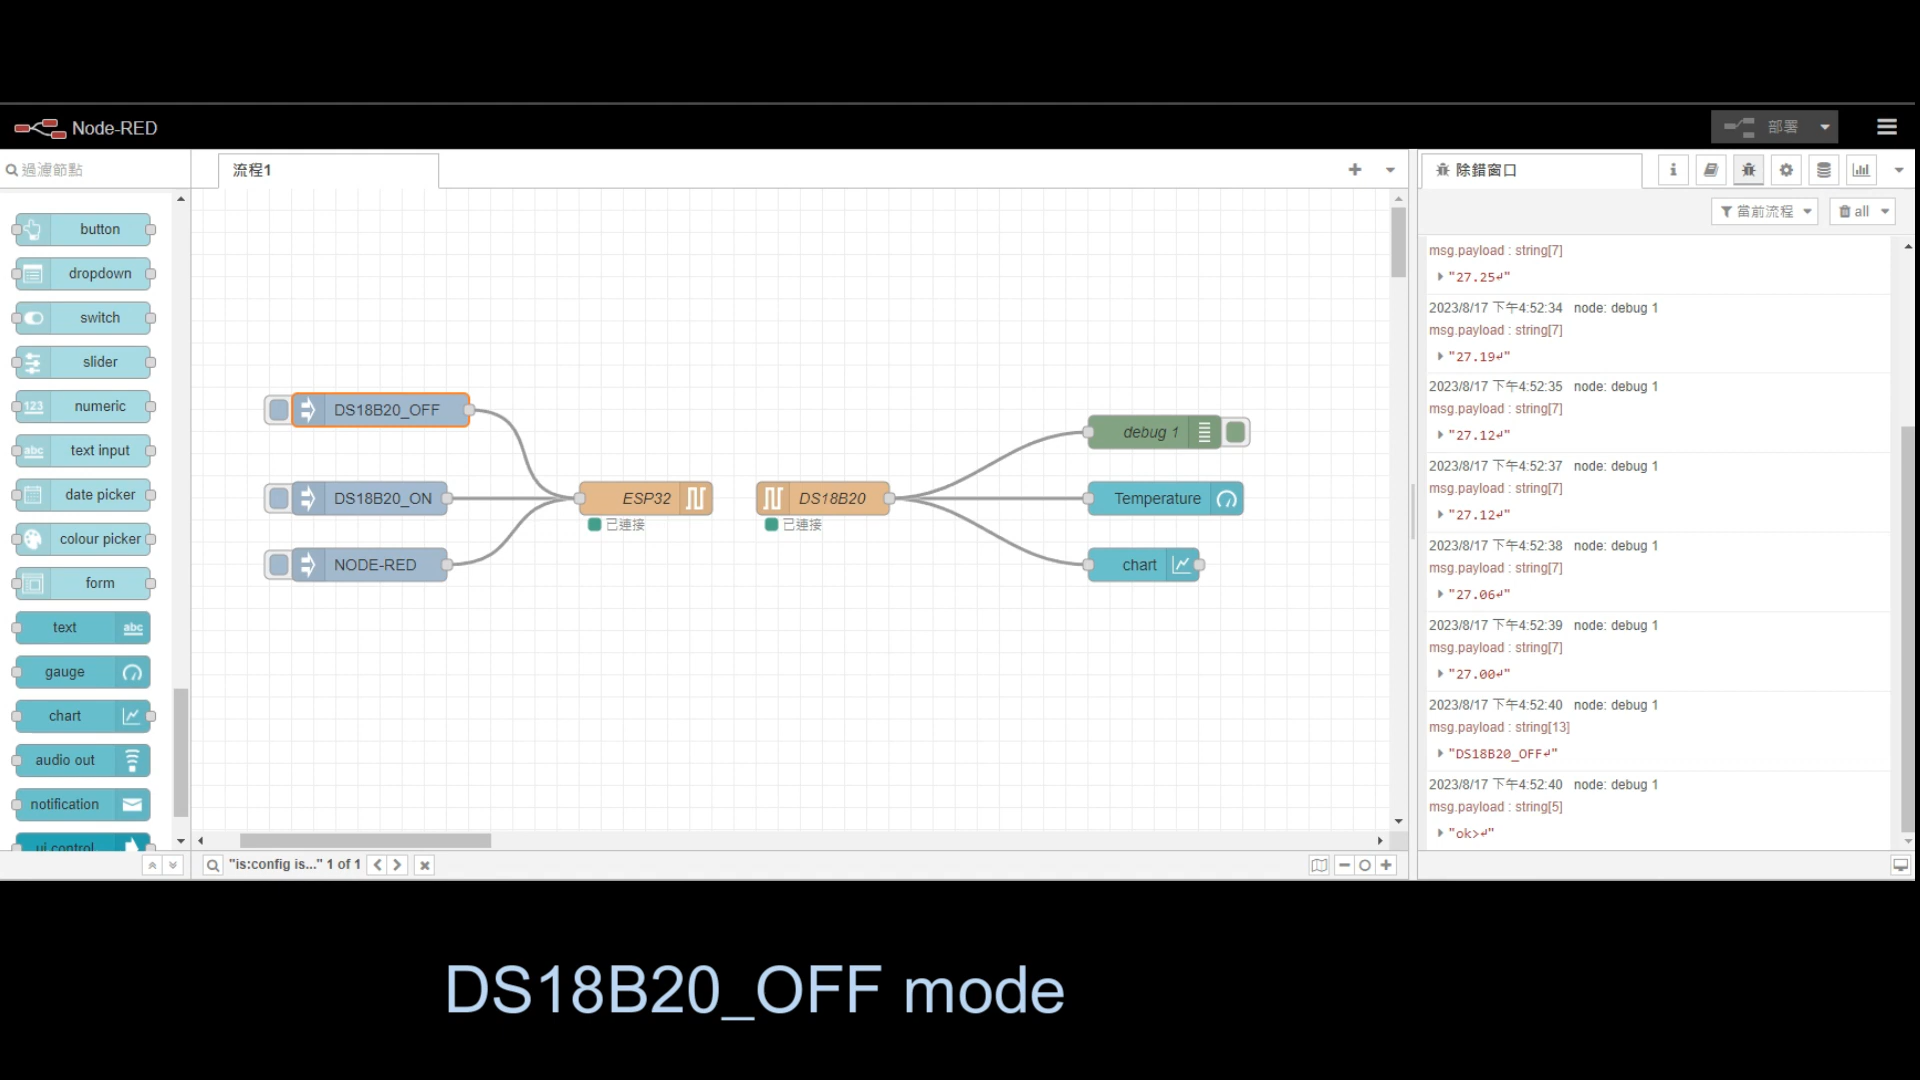 Node-RED
部署
過濾節點
流程1
除錯窗口
當前流程
all
button
dropdown
switch
slider
123 numeric
abc text input
date picker
colour picker
form
text abc
gauge
chart
audio out
notification
ui control
DS18B20_OFF
DS18B20_ON
NODE-RED
ESP32
已連接
DS18B20
已連接
debug 1
Temperature
chart
msg.payload : string[7]
"27.25↵"
2023/8/17 下午4:52:34 node: debug 1
msg.payload : string[7]
"27.19↵"
2023/8/17 下午4:52:35 node: debug 1
msg.payload : string[7]
"27.12↵"
2023/8/17 下午4:52:37 node: debug 1
msg.payload : string[7]
"27.12↵"
2023/8/17 下午4:52:38 node: debug 1
msg.payload : string[7]
"27.06↵"
2023/8/17 下午4:52:39 node: debug 1
msg.payload : string[7]
"27.00↵"
2023/8/17 下午4:52:40 node: debug 1
msg.payload : string[13]
"DS18B20_OFF↵"
2023/8/17 下午4:52:40 node: debug 1
msg.payload : string[5]
"ok>↵"
"is:config is..." 1 of 1
DS18B20_OFF mode